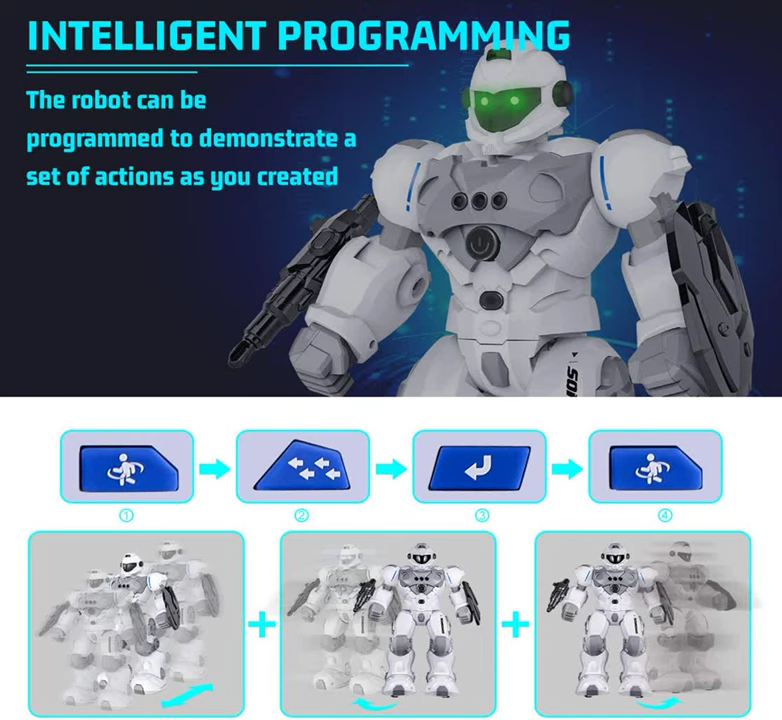 INTELLIGENT PROGRAMMING
The robot can be
programmed to demonstrate a
set of actions as you created
①
②
③
④